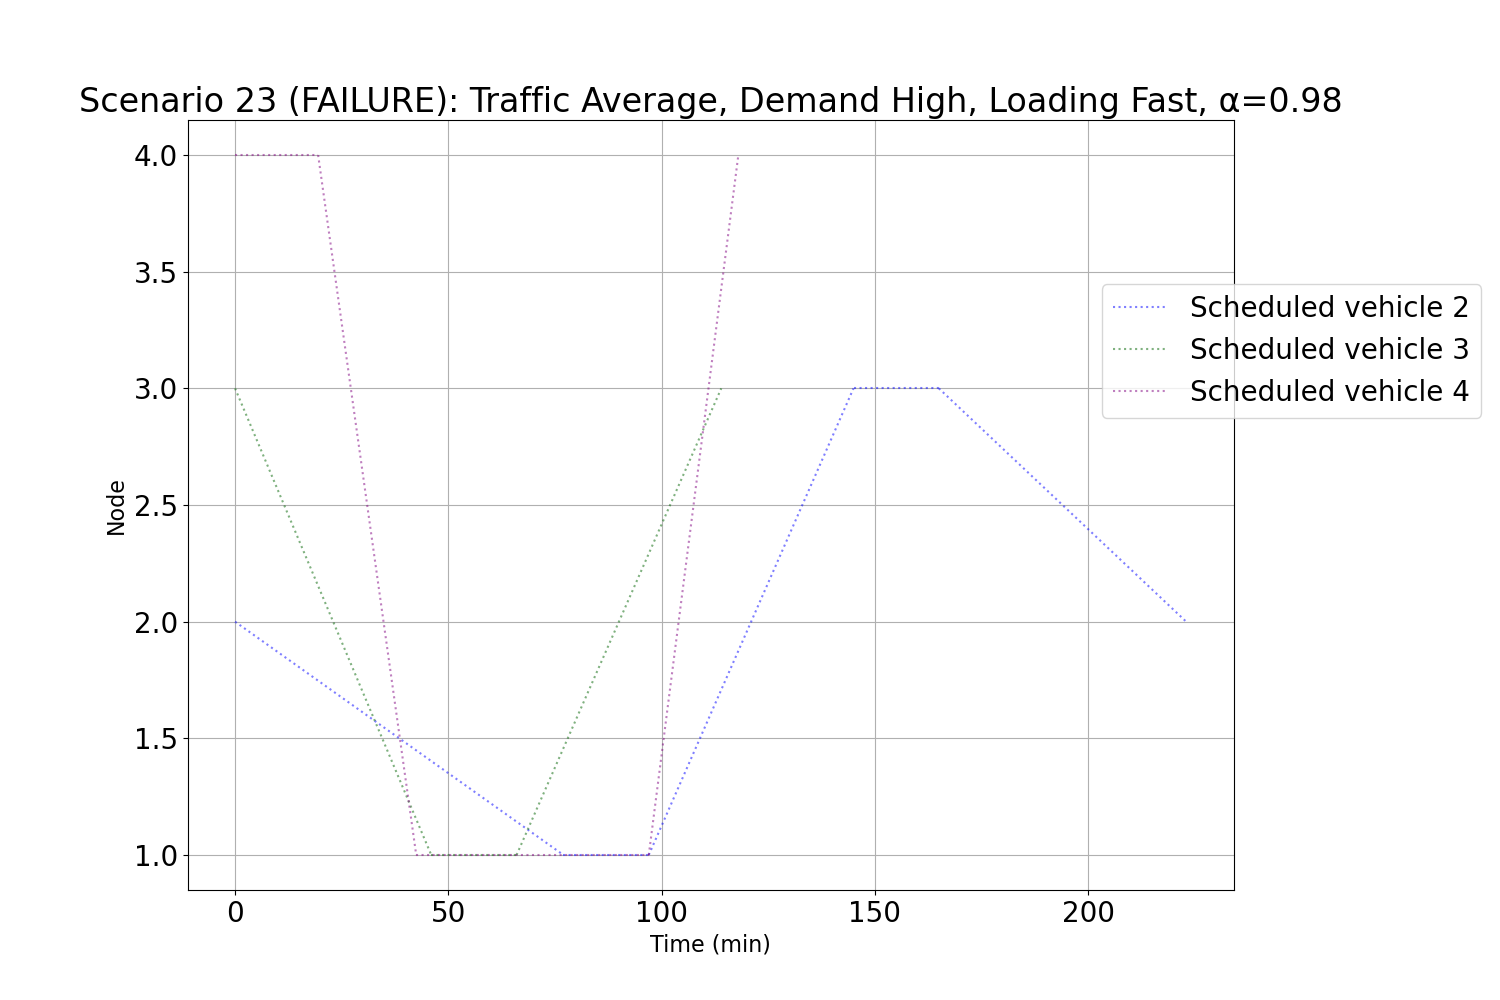 Scenario 23 (FAILURE): Traffic Average, Demand High, Loading Fast, α=0.98
4.0
3.5
3.0
2.5
2.0
1.5
1.0
Node
0 50 100 150 200
Time (min)
Scheduled vehicle 2
Scheduled vehicle 3
Scheduled vehicle 4